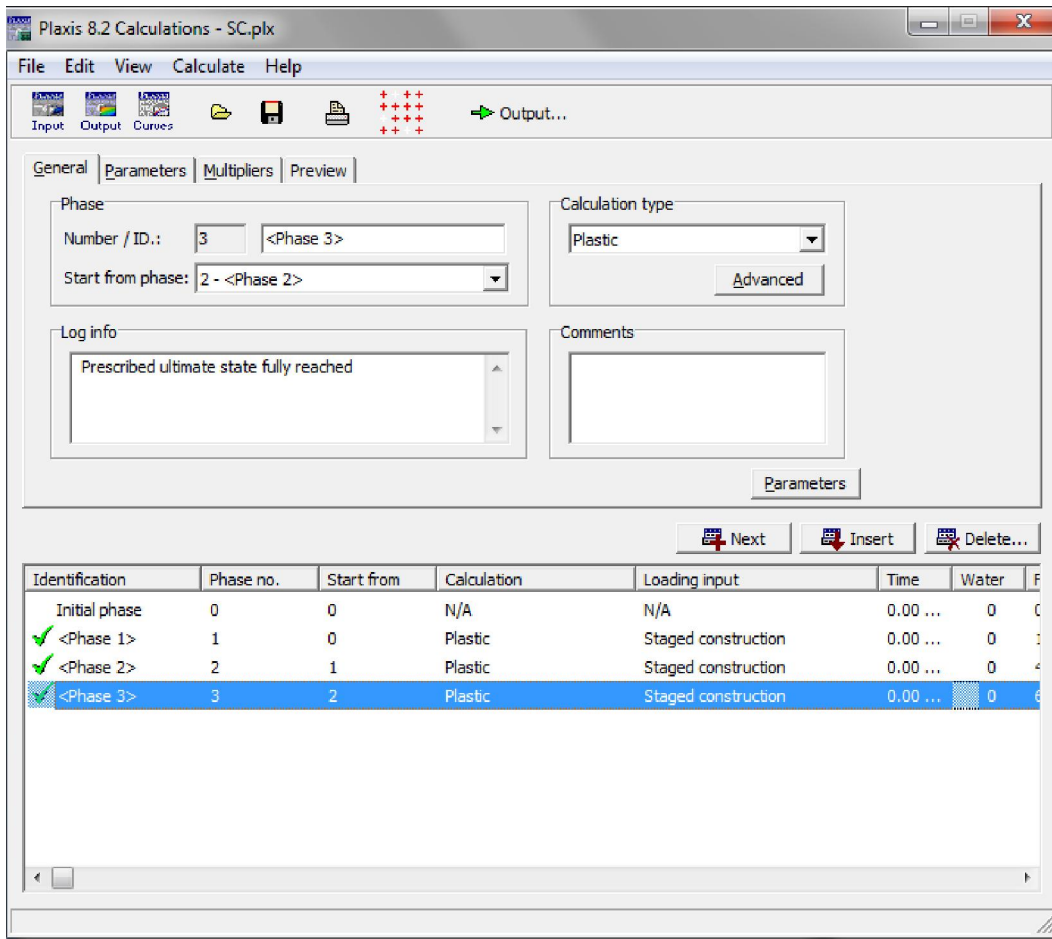 Plaxis 8.2 Calculations - SC.plx
File Edit View Calculate Help
Input Output Curves Output...
General Parameters Multipliers Preview
Phase
Number / ID.: 3 <Phase 3>
Start from phase: 2 - <Phase 2>
Calculation type
Plastic
Advanced
Log info
Prescribed ultimate state fully reached
Comments
Parameters
Next Insert Delete...
Identification Phase no. Start from Calculation Loading input Time Water
Initial phase 0 0 N/A N/A 0.00 ... 0
<Phase 1> 1 0 Plastic Staged construction 0.00 ... 0
<Phase 2> 2 1 Plastic Staged construction 0.00 ... 0
<Phase 3> 3 2 Plastic Staged construction 0.00 ... 0